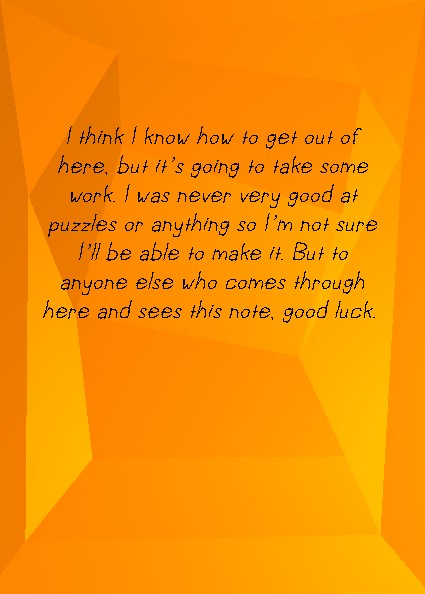 I think I know how to get out of
here, but it's going to take some
work. I was never very good at
puzzles or anything so I'm not sure
I'll be able to make it. But to
anyone else who comes through
here and sees this note, good luck.